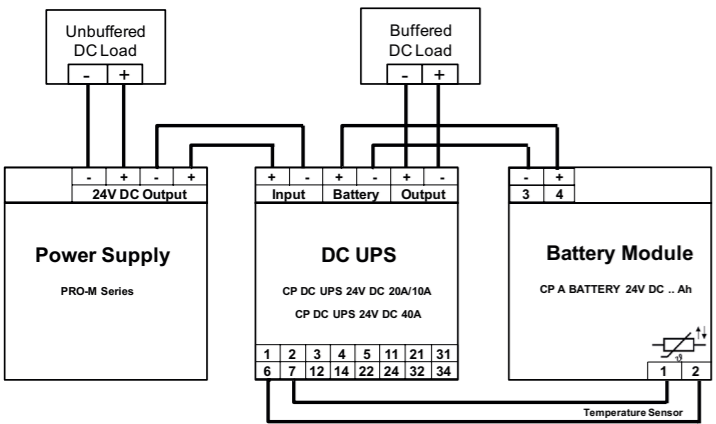 Unbuffered
DC Load
- +
Buffered
DC Load
- +
- + - +
24V DC Output
+ - + - + -
Input Battery Output
- +
3 4
Power Supply
PRO-M Series
DC UPS
CP DC UPS 24V DC 20A/10A
CP DC UPS 24V DC 40A
Battery Module
CP A BATTERY 24V DC .. Ah
ϑ
1 2 3 4 5 11 21 31
6 7 12 14 22 24 32 34
1 2
Temperature Sensor